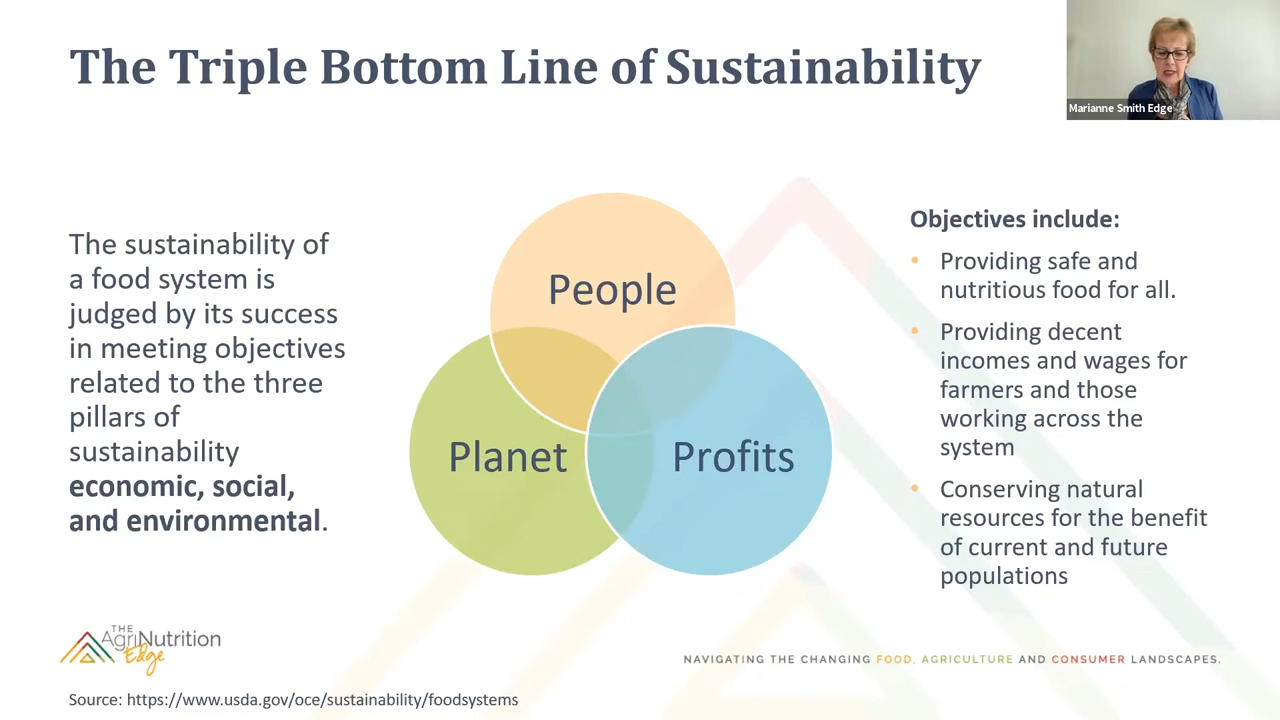 The Triple Bottom Line of Sustainability
Marianne Smith Edge
The sustainability of
a food system is
judged by its success
in meeting objectives
related to the three
pillars of
sustainability
economic, social,
and environmental.
People
Planet
Profits
Objectives include:
• Providing safe and
nutritious food for all.
• Providing decent
incomes and wages for
farmers and those
working across the
system
• Conserving natural
resources for the benefit
of current and future
populations
THE
AgriNutrition
Edge
NAVIGATING THE CHANGING FOOD, AGRICULTURE AND CONSUMER LANDSCAPES.
Source: https://www.usda.gov/oce/sustainability/foodsystems